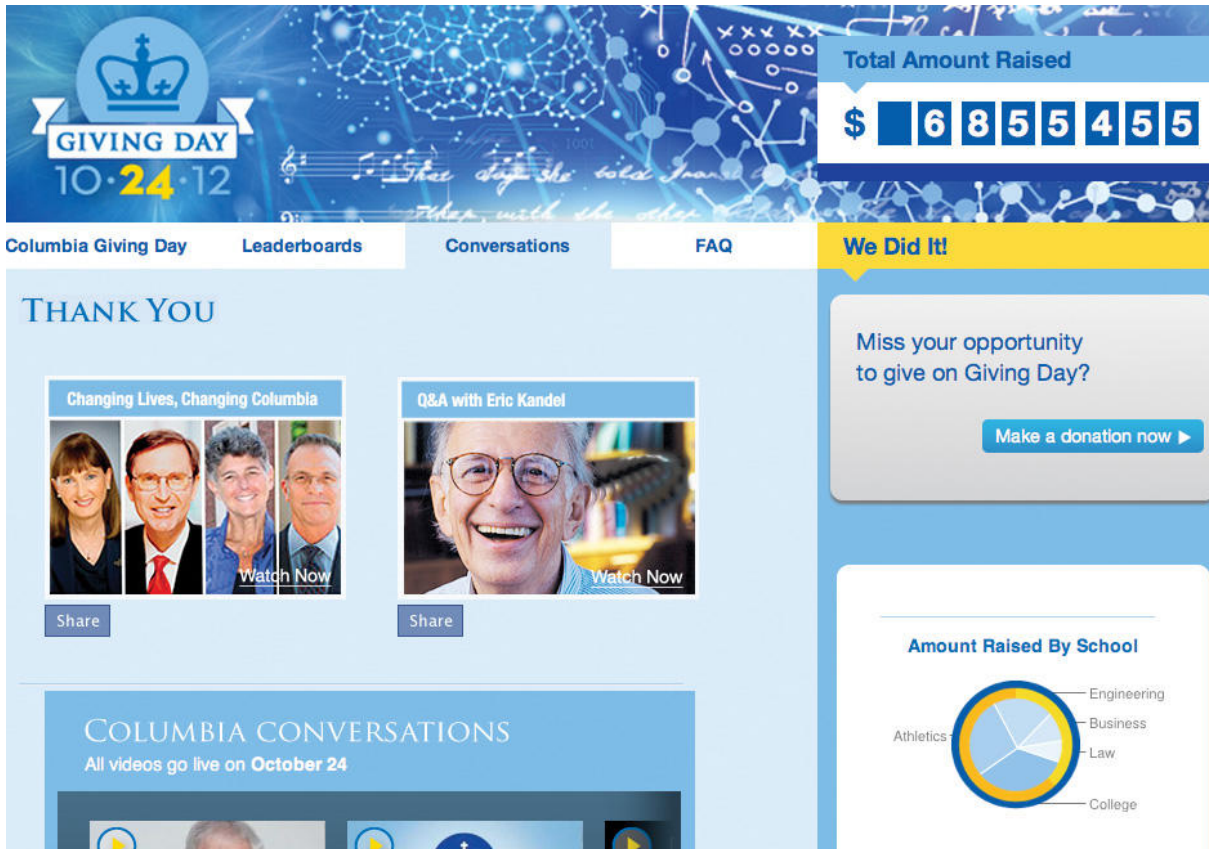 GIVING DAY
10·24·12
Total Amount Raised
$ 6855455
Columbia Giving Day
Leaderboards
Conversations
FAQ
We Did It!
THANK YOU
Miss your opportunity
to give on Giving Day?
Make a donation now
Changing Lives, Changing Columbia
Watch Now
Share
Q&A with Eric Kandel
Watch Now
Share
COLUMBIA CONVERSATIONS
All videos go live on October 24
Amount Raised By School
Engineering
Business
Athletics
Law
College